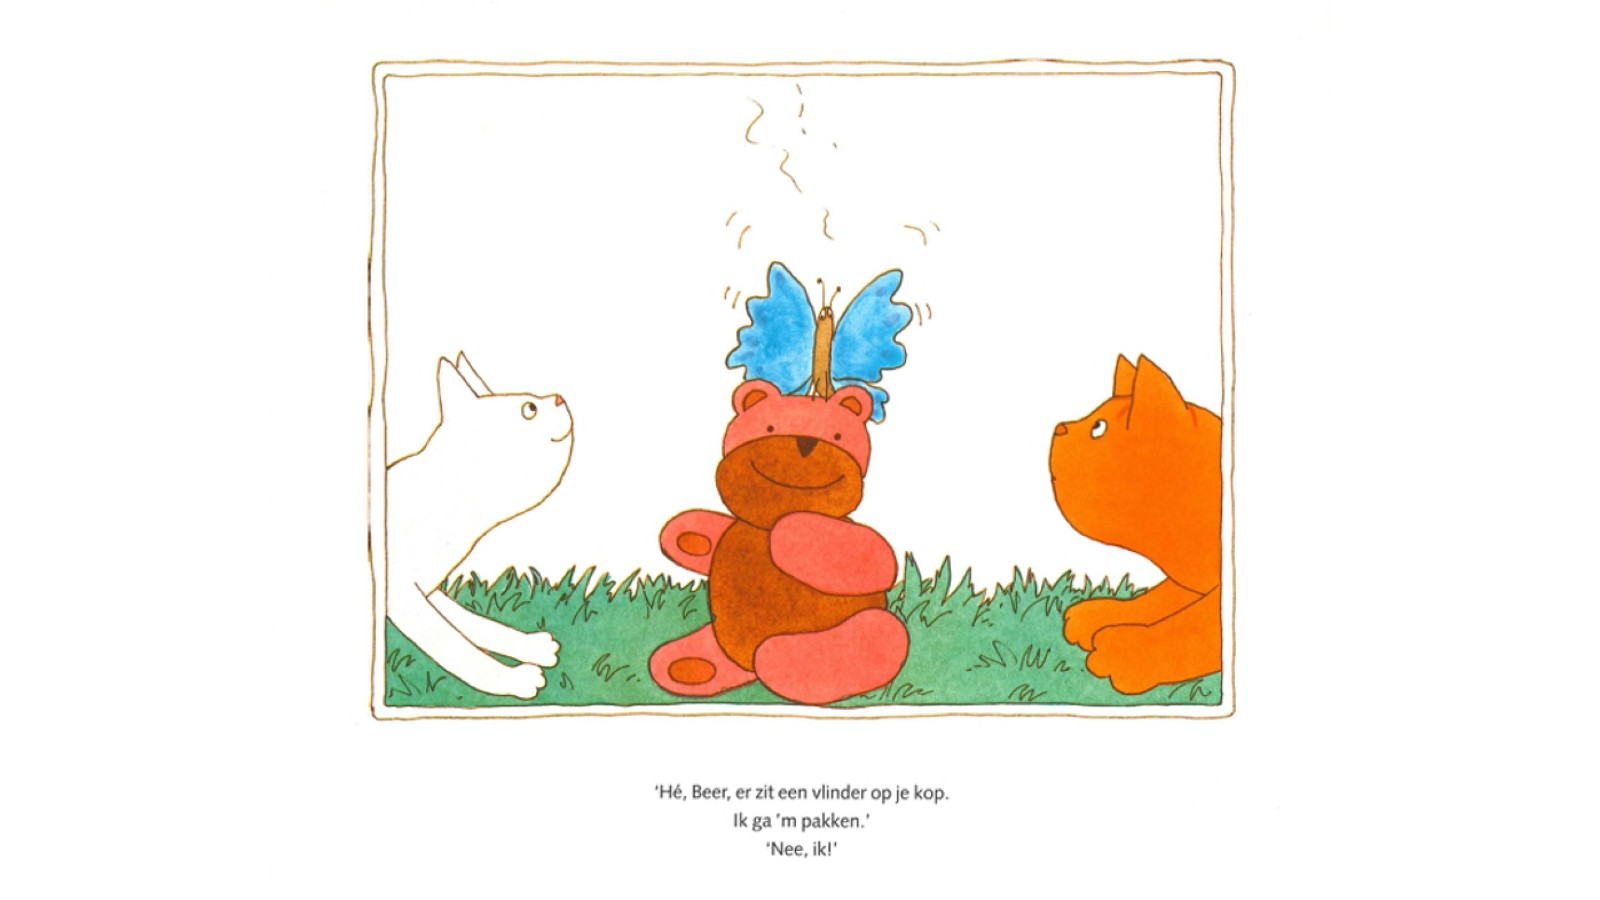 ‘Hé, Beer, er zit een vlinder op je kop.
Ik ga ’m pakken.’
‘Nee, ik!’